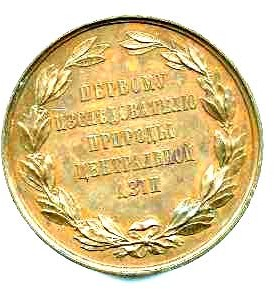 ПЕРВОМУ
ИЗСЛѢДОВАТЕЛЮ
ПРИРОДЫ
ЦЕНТРАЛЬНОЙ
АЗІИ